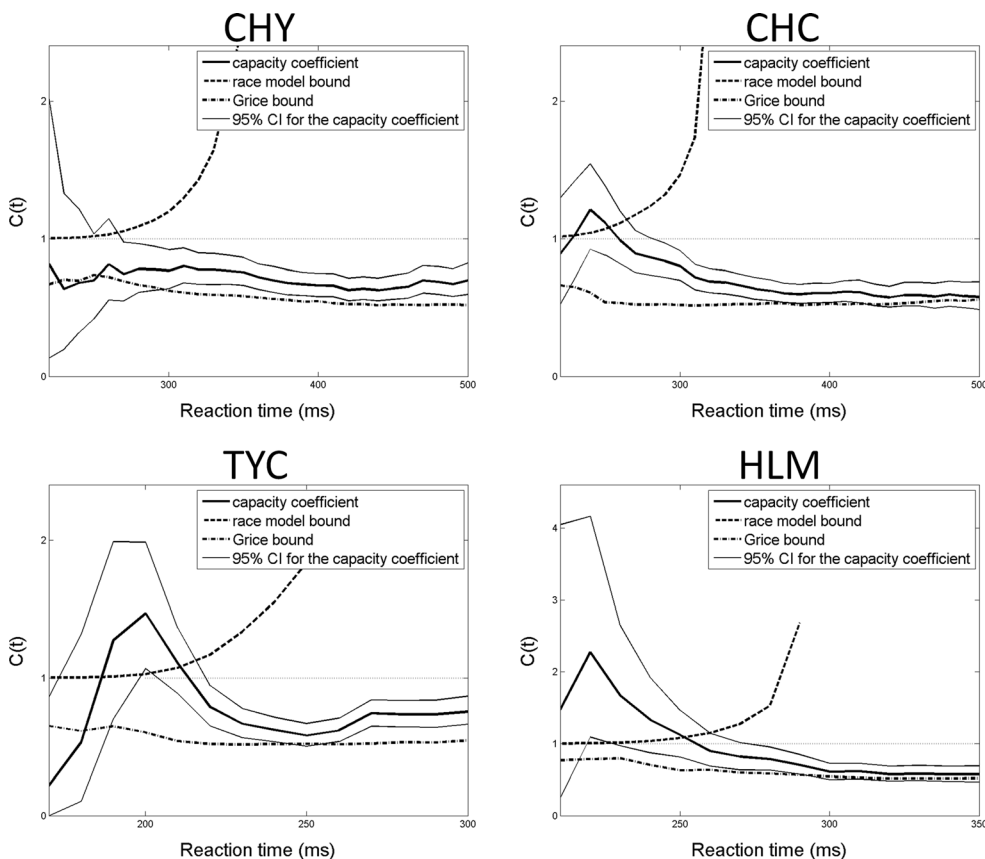 CHY
capacity coefficient
race model bound
Grice bound
95% CI for the capacity coefficient
2
1
0
C(t)
300
400
500
Reaction time (ms)
CHC
capacity coefficient
race model bound
Grice bound
95% CI for the capacity coefficient
2
1
0
C(t)
300
400
500
Reaction time (ms)
TYC
capacity coefficient
race model bound
Grice bound
95% CI for the capacity coefficient
2
1
0
C(t)
200
250
300
Reaction time (ms)
HLM
capacity coefficient
race model bound
Grice bound
95% CI for the capacity coefficient
4
3
2
1
0
C(t)
250
300
350
Reaction time (ms)